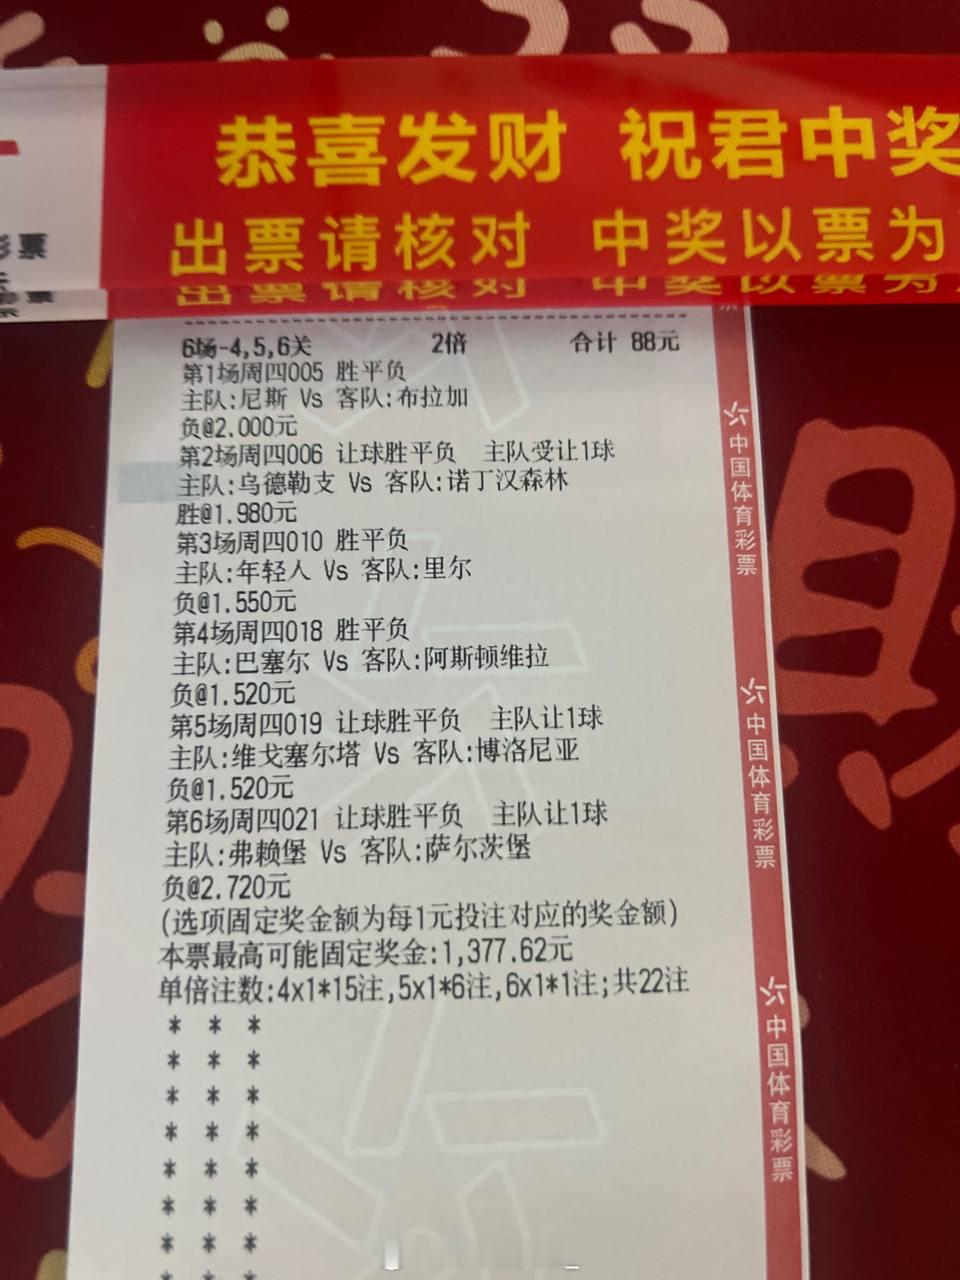 恭喜发财 祝君中奖
出票请核对 中奖以票为
彩票
出票请核对 中奖以票为
6场-4,5,6关 2倍 合计 88元
第1场周四005 胜平负
主队:尼斯 Vs 客队:布拉加
负@2.000元
第2场周四006 让球胜平负 主队受让1球
主队:乌德勒支 Vs 客队:诺丁汉森林
胜@1.980元
第3场周四010 胜平负
主队:年轻人 Vs 客队:里尔
负@1.550元
第4场周四018 胜平负
主队:巴塞尔 Vs 客队:阿斯顿维拉
负@1.520元
第5场周四019 让球胜平负 主队让1球
主队:维戈塞尔塔 Vs 客队:博洛尼亚
负@1.520元
第6场周四021 让球胜平负 主队让1球
主队:弗赖堡 Vs 客队:萨尔茨堡
负@2.720元
(选项固定奖金额为每1元投注对应的奖金额)
本票最高可能固定奖金:1,377.62元
单倍注数:4x1*15注,5x1*6注,6x1*1注;共22注
* * *
* * *
* * *
* * *
* * *
* * *
* * *
中国体育彩票
中国体育彩票
中国体育彩票